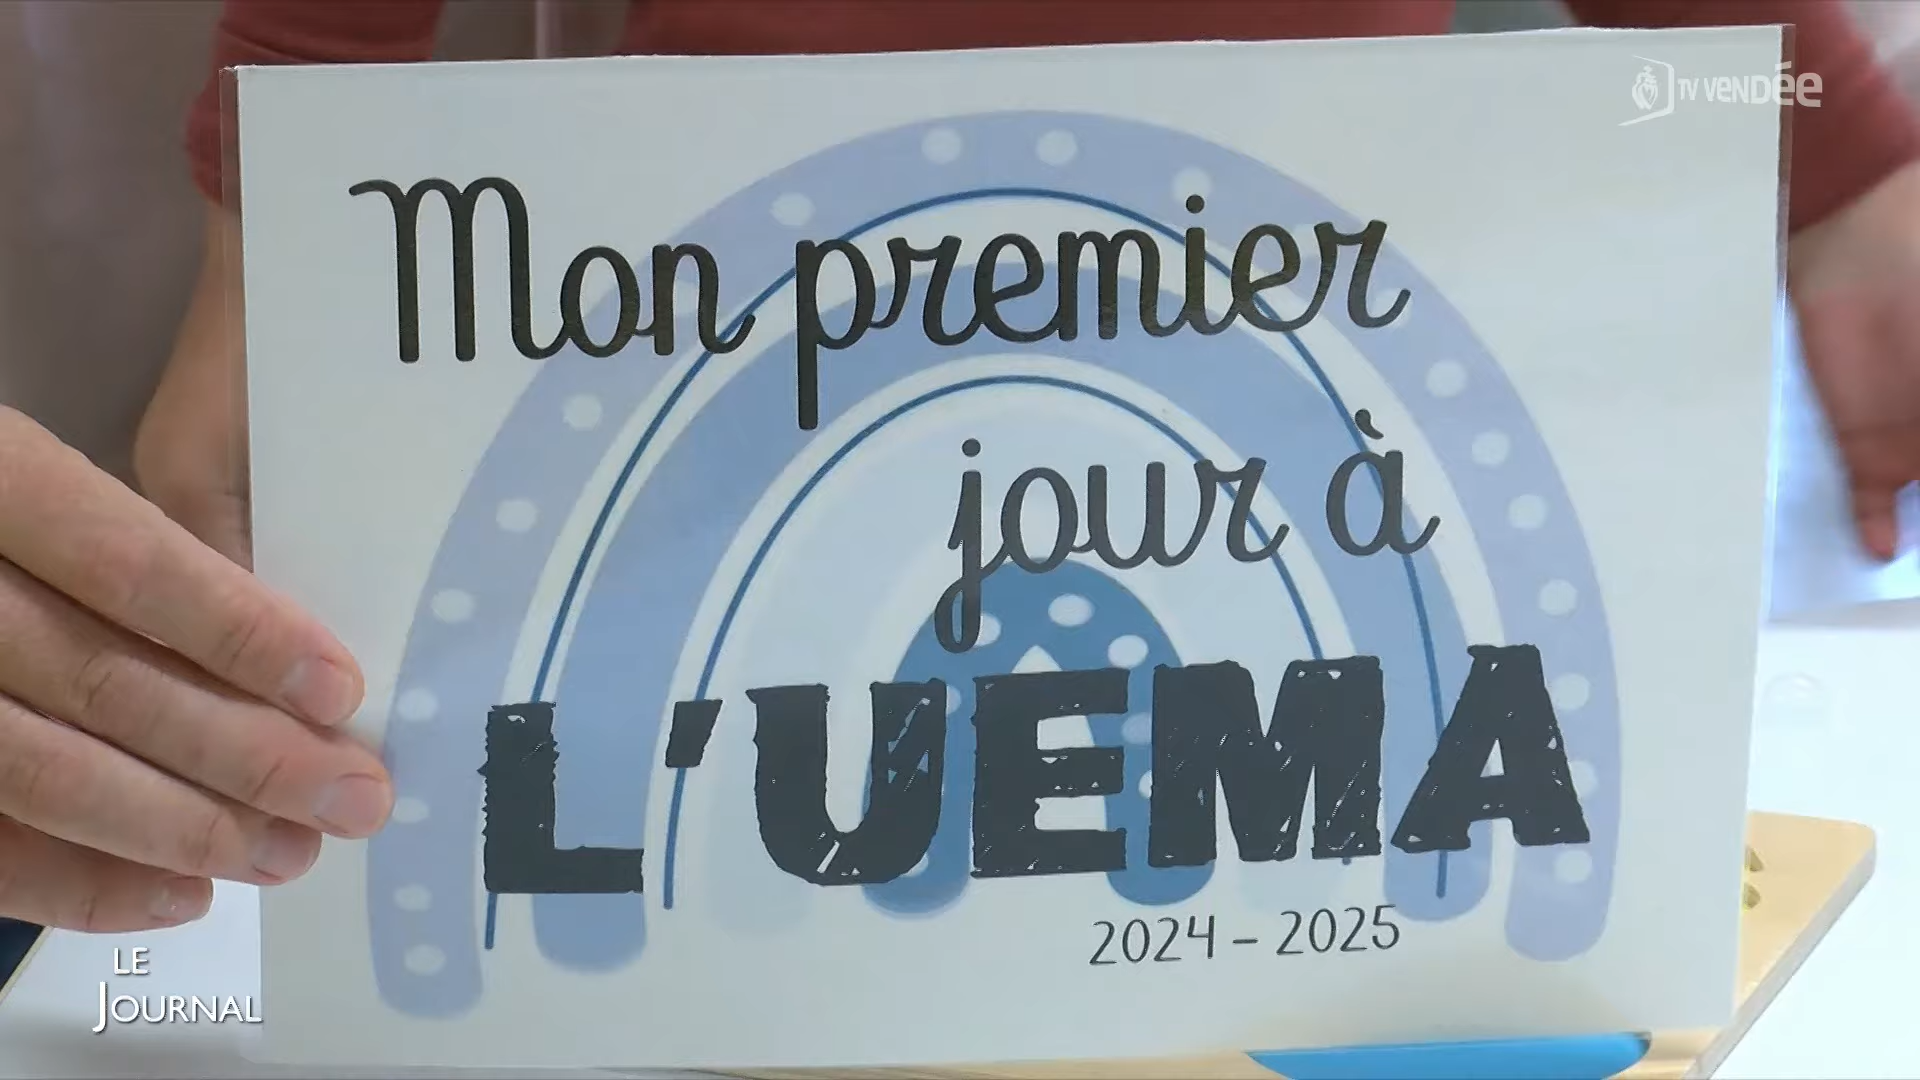 TV VENDÉE
Mon premier
jour à
L'UEMA
2024 - 2025
LE
JOURNAL